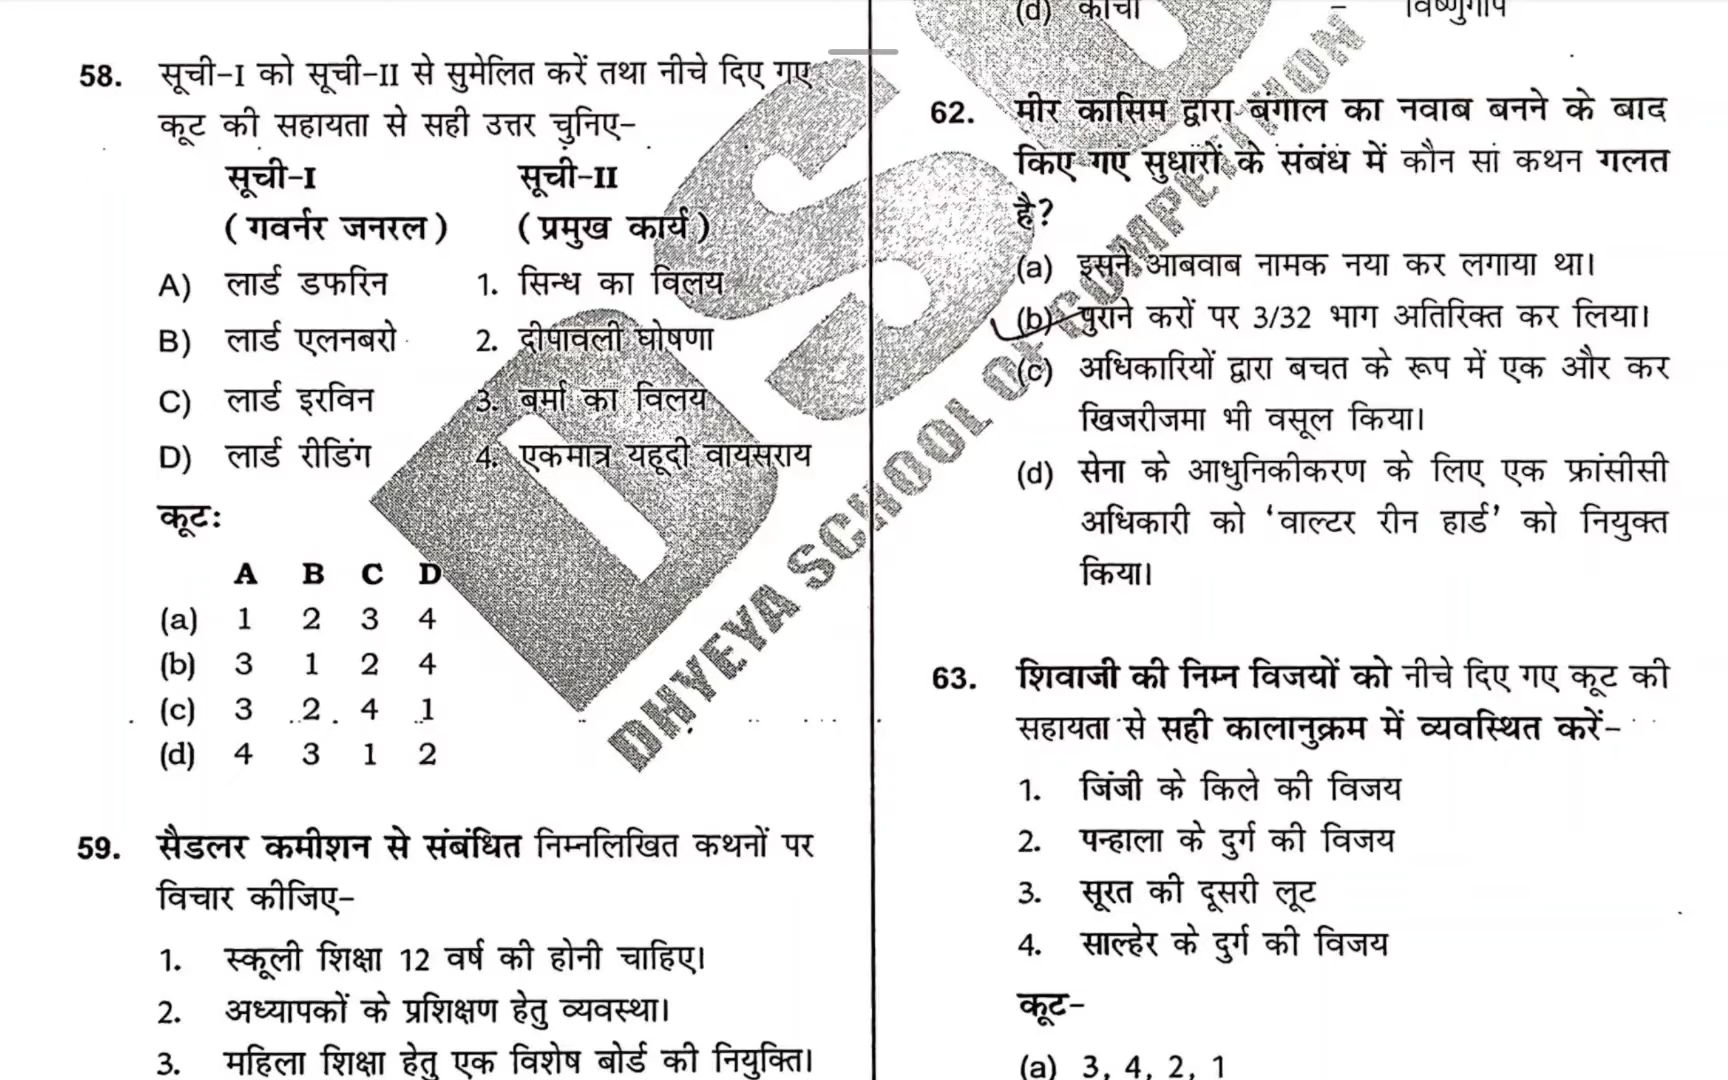 58. सूची-I को सूची-II से सुमेलित करें तथा नीचे दिए गए
कूट की सहायता से सही उत्तर चुनिए-
सूची-I सूची-II
(गवर्नर जनरल) (प्रमुख कार्य)
A) लार्ड डफरिन 1. सिन्ध का विलय
B) लार्ड एलनबरो 2. दीपावली घोषणा
C) लार्ड इरविन 3. बर्मा का विलय
D) लार्ड रीडिंग 4. एकमात्र यहूदी वायसराय
कूट:
A B C D
(a) 1 2 3 4
(b) 3 1 2 4
(c) 3 2 4 1
(d) 4 3 1 2
59. सैडलर कमीशन से संबंधित निम्नलिखित कथनों पर
विचार कीजिए-
1. स्कूली शिक्षा 12 वर्ष की होनी चाहिए।
2. अध्यापकों के प्रशिक्षण हेतु व्यवस्था।
3. महिला शिक्षा हेतु एक विशेष बोर्ड की नियुक्ति।
(d) कांची – विष्णुगोप
62. मीर कासिम द्वारा बंगाल का नवाब बनने के बाद
किए गए सुधारों के संबंध में कौन सा कथन गलत
है?
(a) इसने आबवाब नामक नया कर लगाया था।
(b) पुराने करों पर 3/32 भाग अतिरिक्त कर लिया।
(c) अधिकारियों द्वारा बचत के रूप में एक और कर
खिजरीजमा भी वसूल किया।
(d) सेना के आधुनिकीकरण के लिए एक फ्रांसीसी
अधिकारी को ‘वाल्टर रीन हार्ड’ को नियुक्त
किया।
63. शिवाजी की निम्न विजयों को नीचे दिए गए कूट की
सहायता से सही कालानुक्रम में व्यवस्थित करें-
1. जिंजी के किले की विजय
2. पन्हाला के दुर्ग की विजय
3. सूरत की दूसरी लूट
4. साल्हेर के दुर्ग की विजय
कूट-
(a) 3, 4, 2, 1
DSC
DHYEYA SCHOOL OF COMPETITION